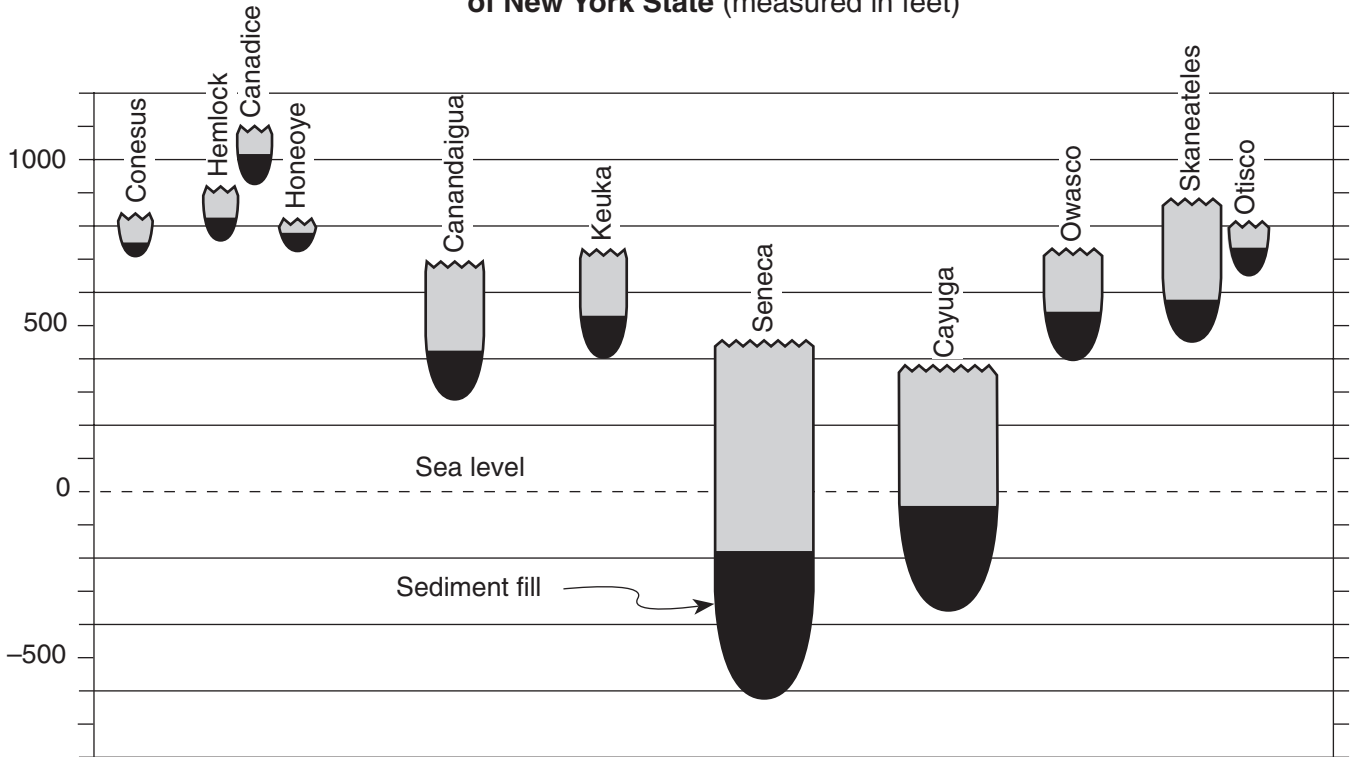 of New York State (measured in feet)
Conesus
Hemlock
Canadice
Honeoye
Canandaigua
Keuka
Seneca
Cayuga
Owasco
Skaneateles
Otisco
1000
500
Sea level
0
Sediment fill
–500